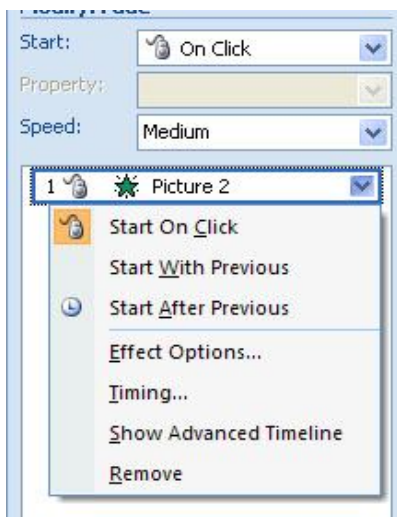 Start: On Click
Property:
Speed: Medium
1 Picture 2
Start On Click
Start With Previous
Start After Previous
Effect Options...
Timing...
Show Advanced Timeline
Remove